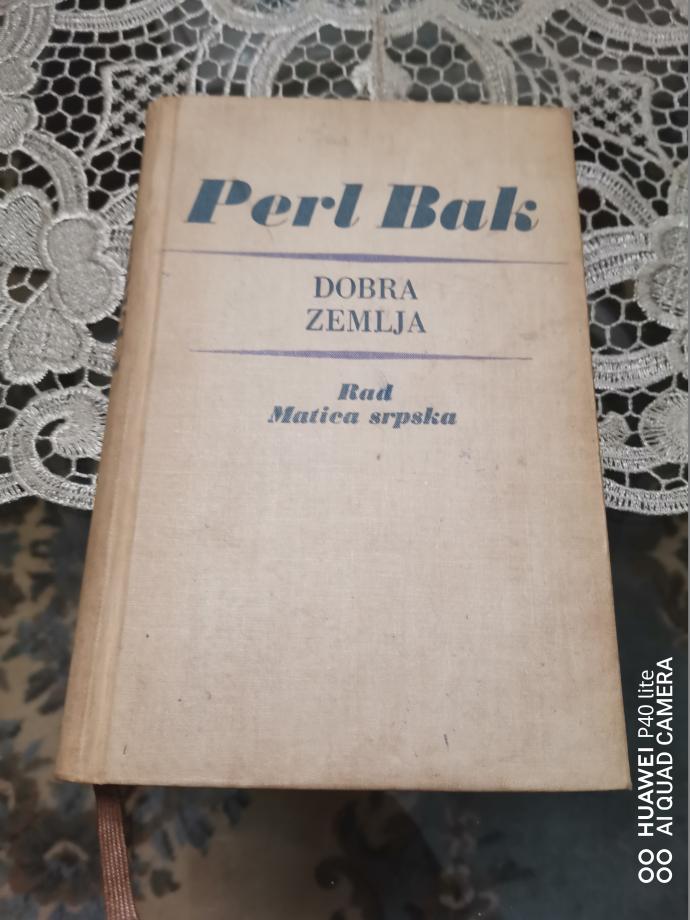 Perl Bak
DOBRA
ZEMLJA
Rad
Matica srpska
HUAWEI P40 lite
AI QUAD CAMERA